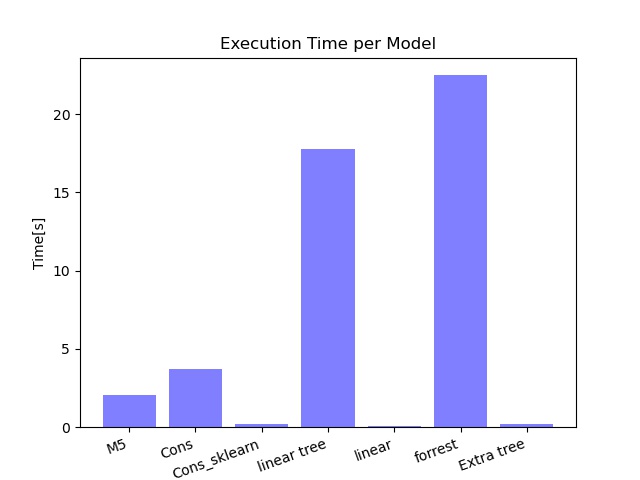 Execution Time per Model
Time[s]
20
15
10
5
0
M5
Cons
Cons_sklearn
linear tree
linear
forrest
Extra tree